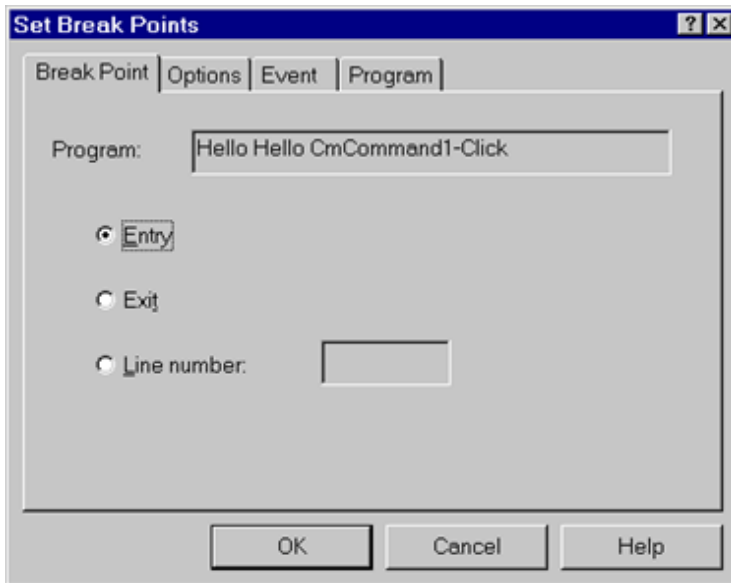 Set Break Points
Break Point Options Event Program
Program: Hello Hello CmCommand1-Click
Entry
Exit
Line number:
OK Cancel Help